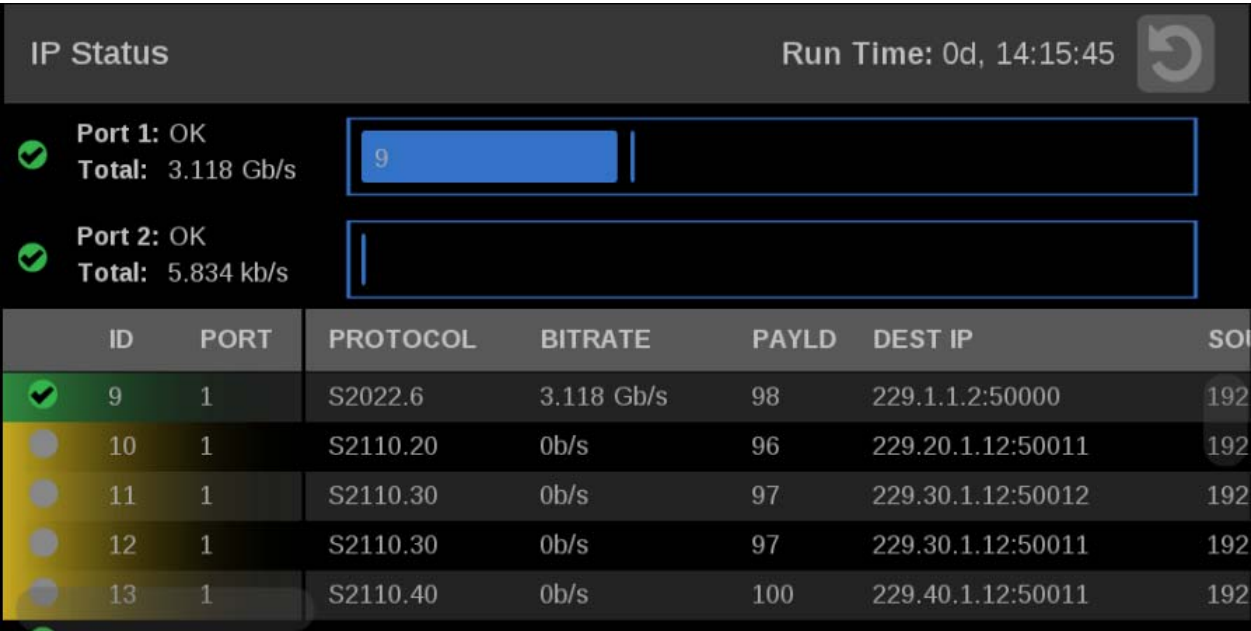 IP Status Run Time: 0d, 14:15:45
Port 1: OK
Total: 3.118 Gb/s
9
Port 2: OK
Total: 5.834 kb/s
ID PORT PROTOCOL BITRATE PAYLD DEST IP SOU
9 1 S2022.6 3.118 Gb/s 98 229.1.1.2:50000 192
10 1 S2110.20 0b/s 96 229.20.1.12:50011 192
11 1 S2110.30 0b/s 97 229.30.1.12:50012 192
12 1 S2110.30 0b/s 97 229.30.1.12:50011 192
13 1 S2110.40 0b/s 100 229.40.1.12:50011 192